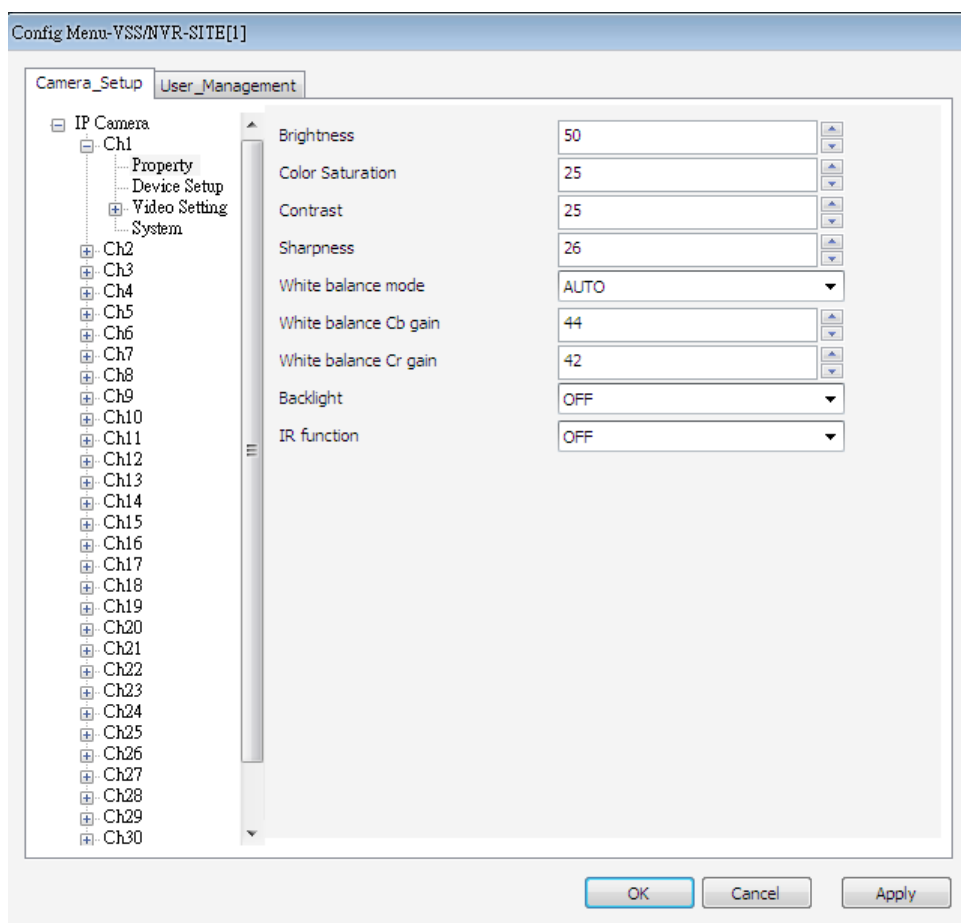 Config Menu-VSS/NVR-SITE[1]
Camera_Setup User_Management
IP Camera
Ch1
Property
Device Setup
Video Setting
System
Ch2
Ch3
Ch4
Ch5
Ch6
Ch7
Ch8
Ch9
Ch10
Ch11
Ch12
Ch13
Ch14
Ch15
Ch16
Ch17
Ch18
Ch19
Ch20
Ch21
Ch22
Ch23
Ch24
Ch25
Ch26
Ch27
Ch28
Ch29
Ch30
Brightness 50
Color Saturation 25
Contrast 25
Sharpness 26
White balance mode AUTO
White balance Cb gain 44
White balance Cr gain 42
Backlight OFF
IR function OFF
OK Cancel Apply